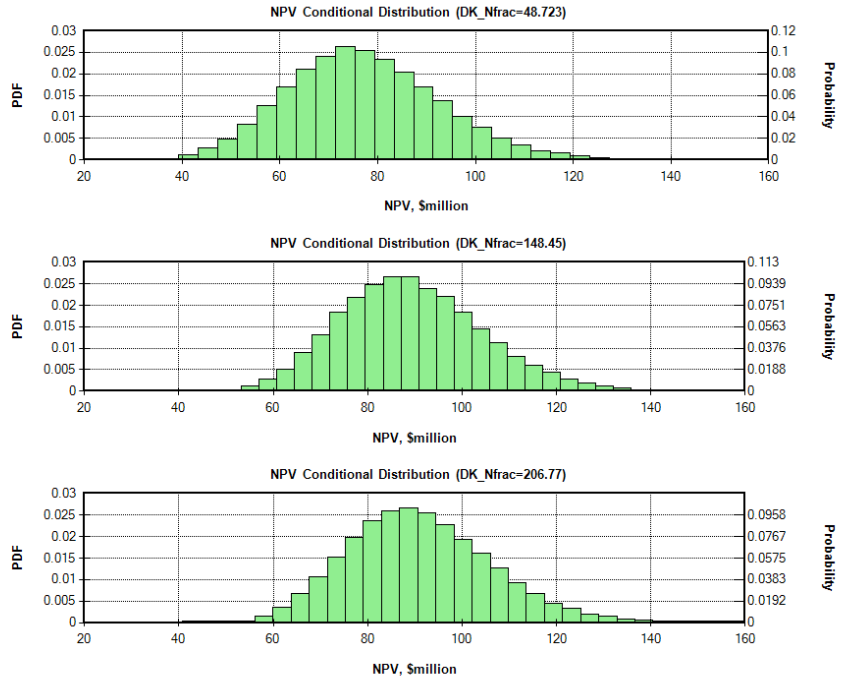 NPV Conditional Distribution (DK_Nfrac=48.723)
0.03 0.12
0.025 0.1
0.02 0.08
0.015 0.06
0.01 0.04
0.005 0.02
0 0
PDF
Probability
20 40 60 80 100 120 140 160
NPV, $million
NPV Conditional Distribution (DK_Nfrac=148.45)
0.03 0.113
0.025 0.0939
0.02 0.0751
0.015 0.0563
0.01 0.0376
0.005 0.0188
0 0
PDF
Probability
20 40 60 80 100 120 140 160
NPV, $million
NPV Conditional Distribution (DK_Nfrac=206.77)
0.03
0.025 0.0958
0.02 0.0767
0.015 0.0575
0.01 0.0383
0.005 0.0192
0 0
PDF
Probability
20 40 60 80 100 120 140 160
NPV, $million